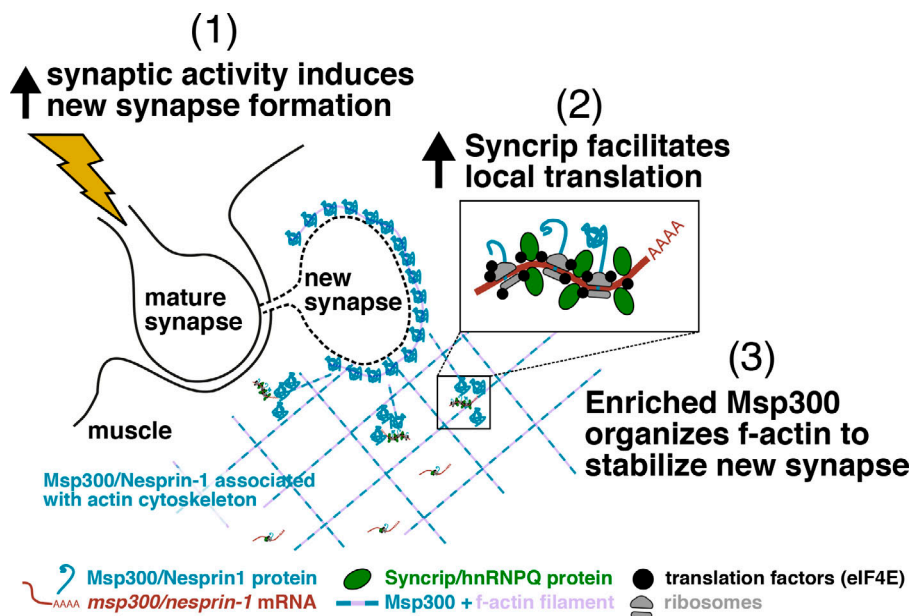 (1)
synaptic activity induces
new synapse formation
(2)
Syncrip facilitates
local translation
AAAA
new
synapse
mature
synapse
(3)
Enriched Msp300
organizes f-actin to
stabilize new synapse
muscle
Msp300/Nesprin-1 associated
with actin cytoskeleton
Msp300/Nesprin1 protein
Syncrip/hnRNPQ protein
translation factors (eIF4E)
AAAA msp300/nesprin-1 mRNA
Msp300 + f-actin filament
ribosomes